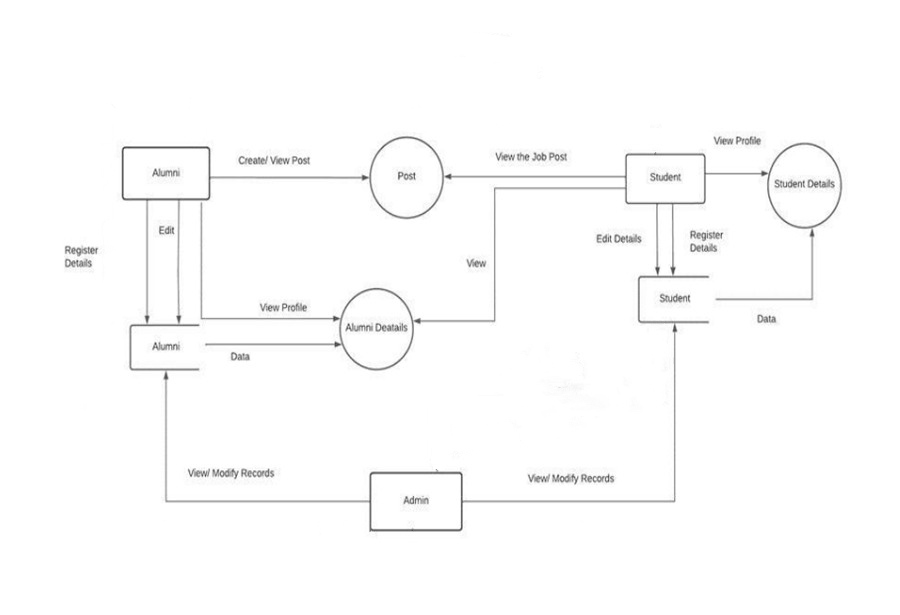 View Profile
Create/ View Post
View the Job Post
Alumni
Post
Student
Student Details
Edit
Register
Details
Edit Details
Register
Details
View
Student
View Profile
Data
Alumni Deatails
Alumni
Data
View/ Modify Records
View/ Modify Records
Admin